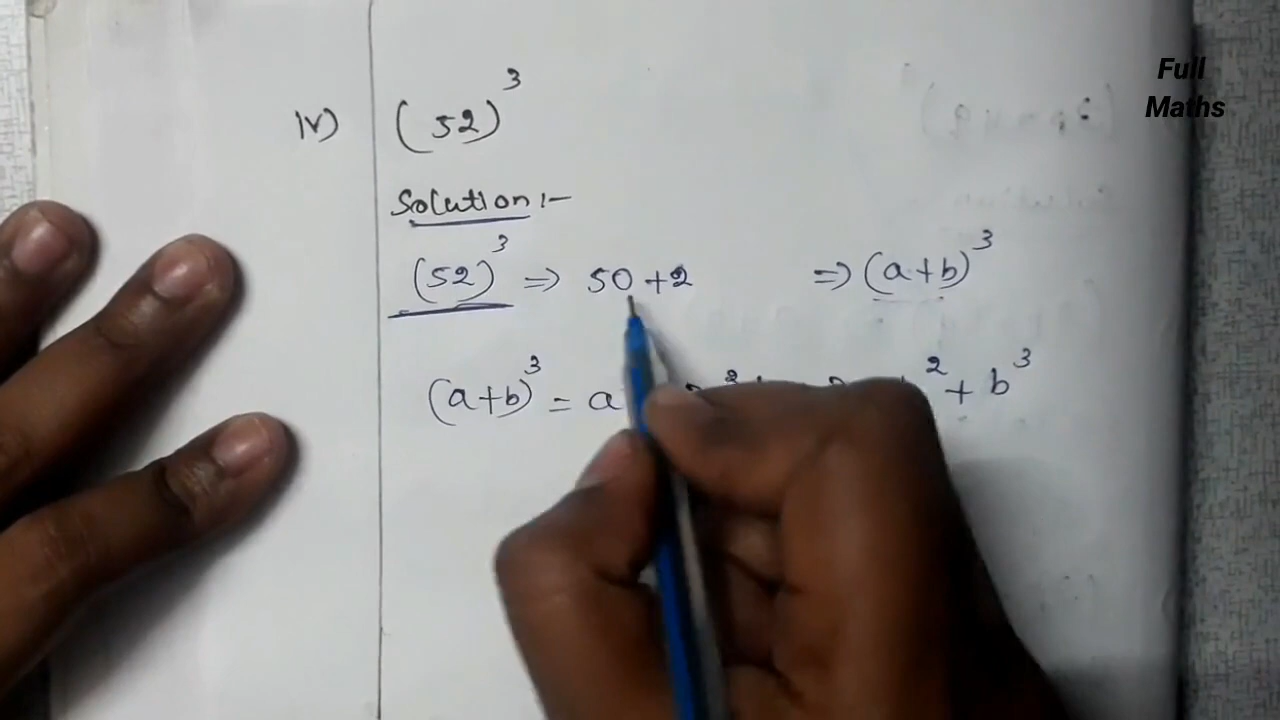 Full
Maths
IV) (52)³
Solution :-
(52)³ => 50+2 => (a+b)³
(a+b)³ = a ² + b³